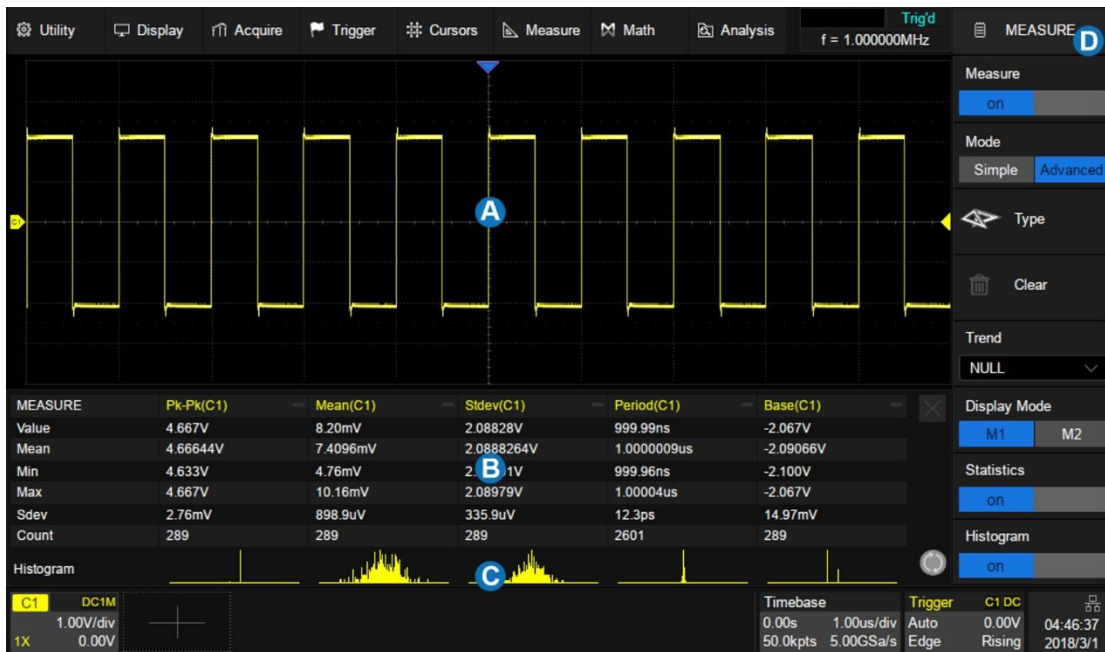 Utility Display Acquire Trigger Cursors Measure Math Analysis
Trig'd
f = 1.000000MHz
MEASURE
D
Measure
on
Mode
Simple Advanced
Type
Clear
Trend
NULL
Display Mode
M1 M2
Statistics
on
Histogram
on
C1
A
MEASURE Pk-Pk(C1) Mean(C1) Stdev(C1) Period(C1) Base(C1)
Value 4.667V 8.20mV 2.08828V 999.99ns -2.067V
Mean 4.66644V 7.4096mV 2.0888264V 1.0000009us -2.09066V
Min 4.633V 4.76mV 999.96ns -2.100V
B
Max 4.667V 10.16mV 2.08979V 1.00004us -2.067V
Sdev 2.76mV 898.9uV 335.9uV 12.3ps 14.97mV
Count 289 289 289 2601 289
Histogram
C
C1 DC1M
1.00V/div
1X 0.00V
Timebase
0.00s 1.00us/div
50.0kpts 5.00GSa/s
Trigger C1 DC
Auto 0.00V
Edge Rising
04:46:37
2018/3/1